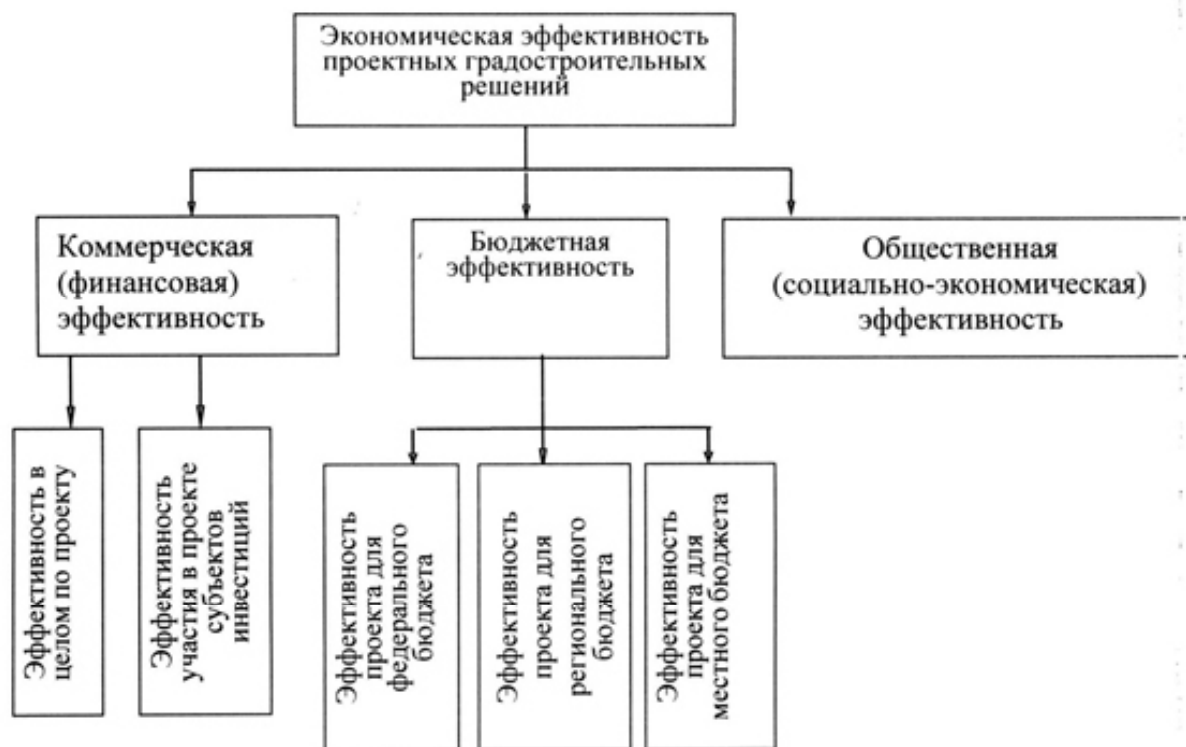 Экономическая эффективность
проектных градостроительных
решений
Коммерческая
(финансовая)
эффективность
Бюджетная
эффективность
Общественная
(социально-экономическая)
эффективность
Эффективность в
целом по проекту
Эффективность
участия в проекте
субъектов
инвестиций
Эффективность
проекта для
федерального
бюджета
Эффективность
проекта для
регионального
бюджета
Эффективность
проекта для
местного бюджета